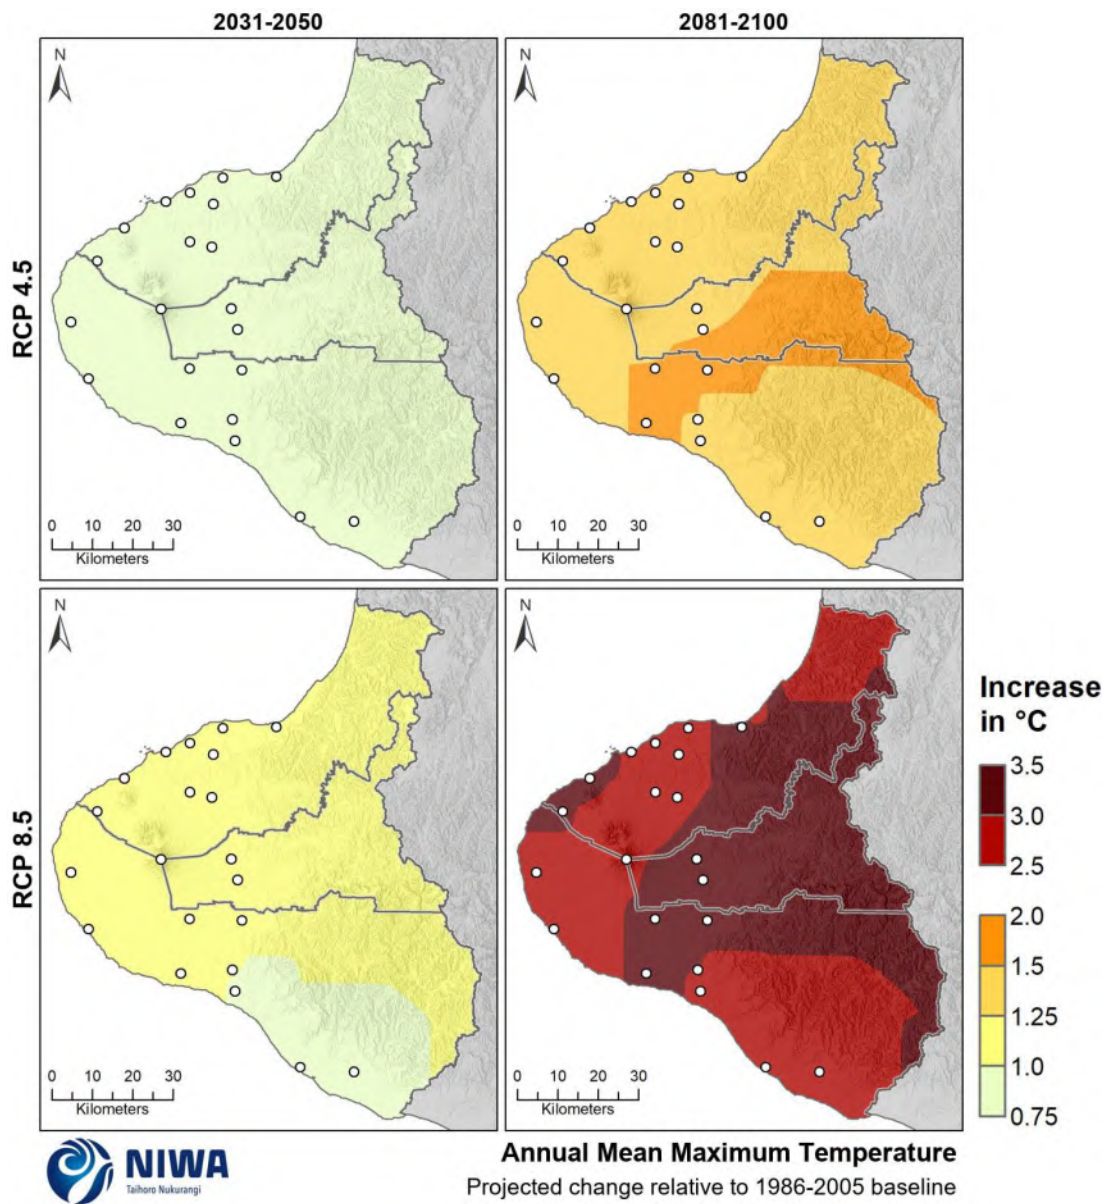 2031-2050
2081-2100
RCP 4.5
N
0 10 20 30
Kilometers
N
0 10 20 30
Kilometers
RCP 8.5
N
0 10 20 30
Kilometers
N
0 10 20 30
Kilometers
Increase
in °C
3.5
3.0
2.5
2.0
1.5
1.25
1.0
0.75
NIWA
Taihoro Nukurangi
Annual Mean Maximum Temperature
Projected change relative to 1986-2005 baseline